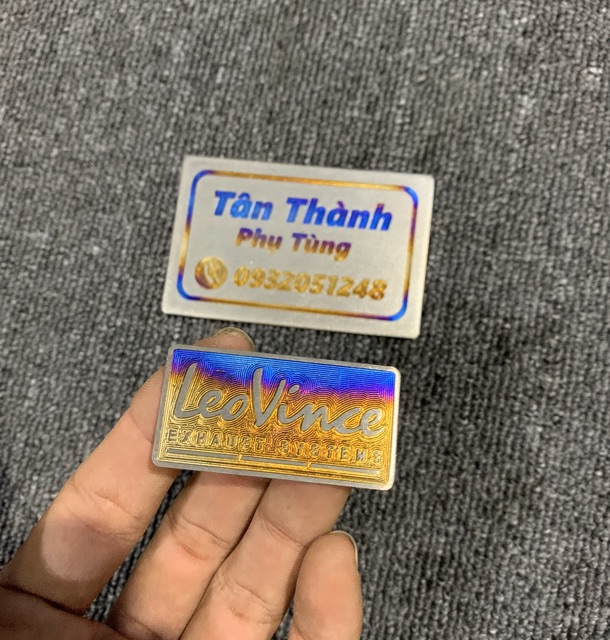 Tân Thành
Phụ Tùng
0932051248
LeoVince
EXHAUST SYSTEMS